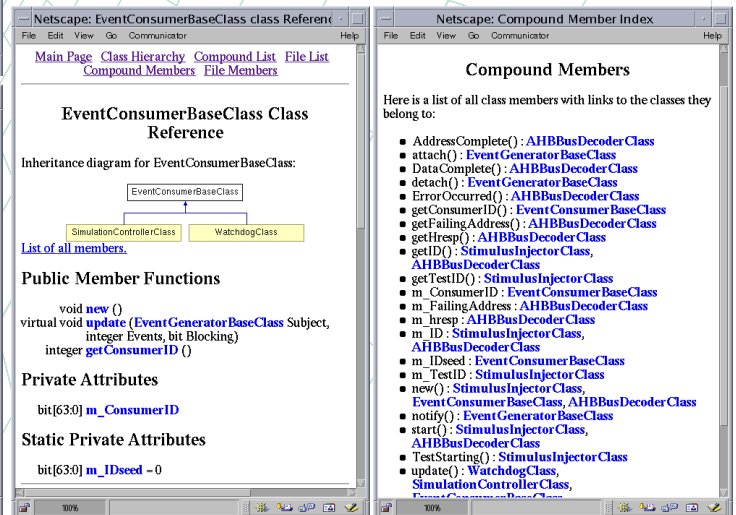 Netscape: EventConsumerBaseClass class Referenc
File Edit View Go Communicator Help
Main Page Class Hierarchy Compound List File List
Compound Members File Members
EventConsumerBaseClass Class
Reference
Inheritance diagram for EventConsumerBaseClass:
EventConsumerBaseClass
SimulationControllerClass WatchdogClass
List of all members.
Public Member Functions
void new ()
virtual void update (EventGeneratorBaseClass Subject,
integer Events, bit Blocking)
integer getConsumerID ()
Private Attributes
bit[63:0] m_ConsumerID
Static Private Attributes
bit[63:0] m_IDseed = 0
100%
Netscape: Compound Member Index
File Edit View Go Communicator Help
Compound Members
Here is a list of all class members with links to the classes they
belong to:
AddressComplete() : AHBBusDecoderClass
attach() : EventGeneratorBaseClass
DataComplete() : AHBBusDecoderClass
detach() : EventGeneratorBaseClass
ErrorOccurred() : AHBBusDecoderClass
getConsumerID() : EventConsumerBaseClass
getFailingAddress() : AHBBusDecoderClass
getHresp() : AHBBusDecoderClass
getID() : StimulusInjectorClass,
AHBBusDecoderClass
getTestID() : StimulusInjectorClass
m_ConsumerID : EventConsumerBaseClass
m_FailingAddress : AHBBusDecoderClass
m_hresp : AHBBusDecoderClass
m_ID : StimulusInjectorClass,
AHBBusDecoderClass
m_IDseed : EventConsumerBaseClass
m_TestID : StimulusInjectorClass
new() : StimulusInjectorClass,
EventConsumerBaseClass, AHBBusDecoderClass
notify() : EventGeneratorBaseClass
start() : StimulusInjectorClass,
AHBBusDecoderClass
TestStarting() : StimulusInjectorClass
update() : WatchdogClass,
SimulationControllerClass,
EventConsumerBaseClass
100%